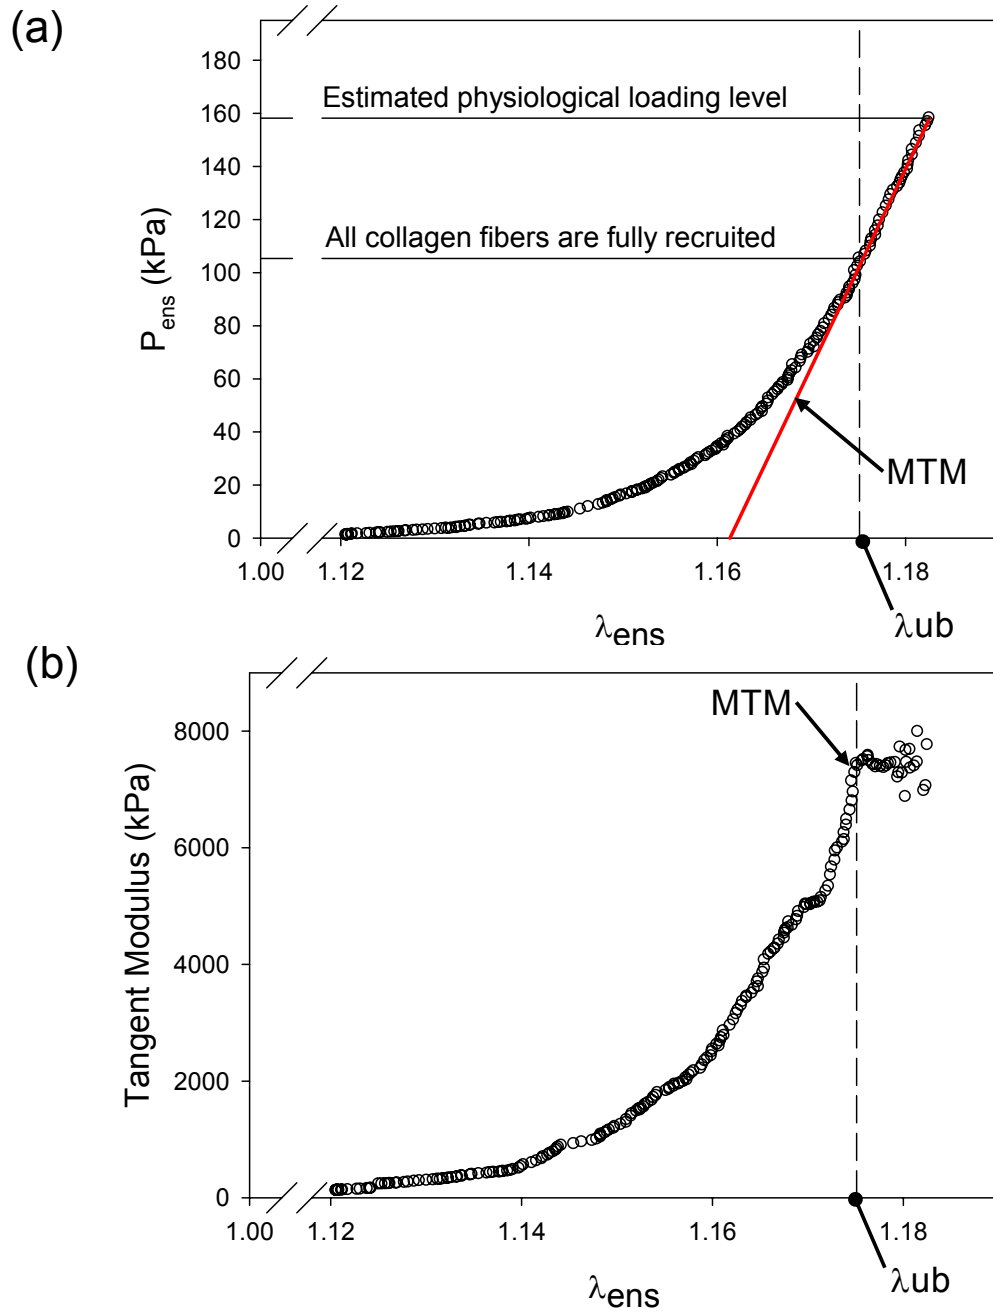 (a)
180
160
140
120
100
80
60
40
20
0
P_ens (kPa)
Estimated physiological loading level
All collagen fibers are fully recruited
MTM
1.00
1.12
1.14
1.16
1.18
λens
λub
(b)
8000
6000
4000
2000
0
Tangent Modulus (kPa)
MTM
1.00
1.12
1.14
1.16
1.18
λens
λub